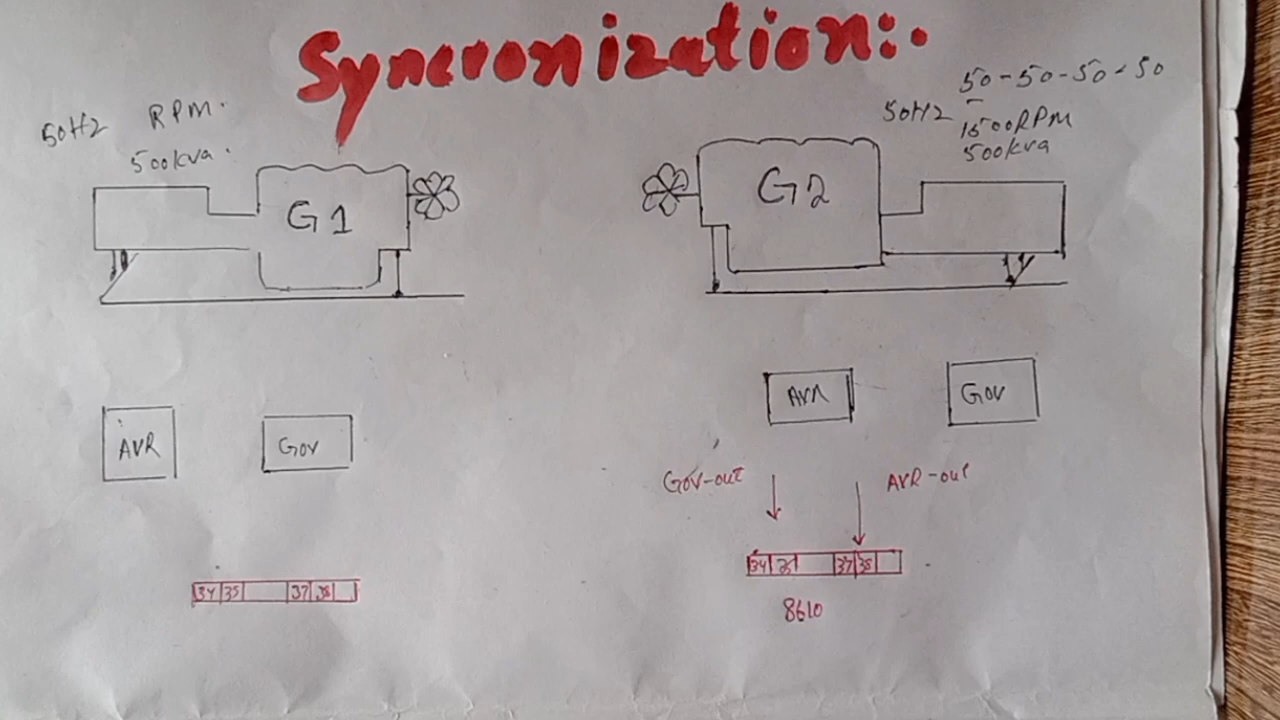 Syncronization:.
50Hz RPM.
500kva.
50Hz
50-50-50-50
1500RPM
500kva
G1
G2
AVR
Gov
AVR
Gov
Gov-out
AVR-out
34 35 37 38
34 35 37 38
8610